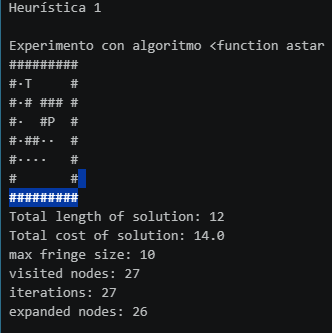 Heurística 1
Experimento con algoritmo <function astar
#########
#·T     #
#·# ### #
#·  #P  #
#·##··  #
#····   #
#       #
#########
Total length of solution: 12
Total cost of solution: 14.0
max fringe size: 10
visited nodes: 27
iterations: 27
expanded nodes: 26